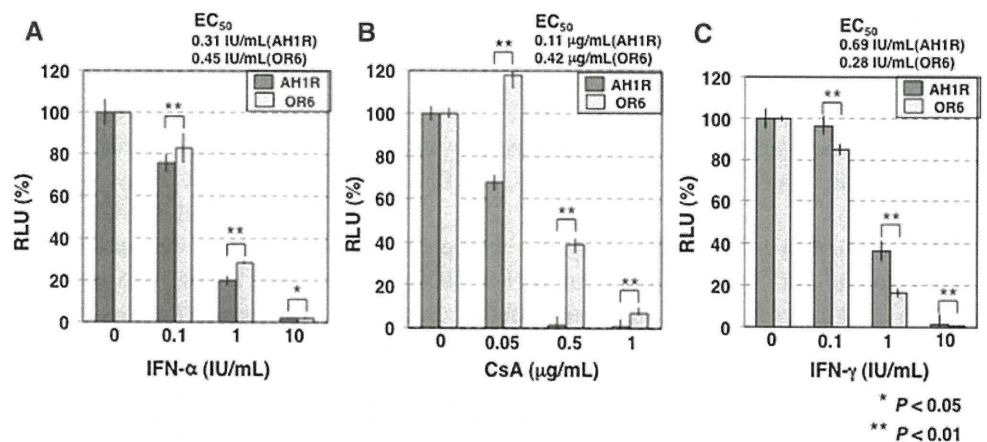 A
EC50
0.31 IU/mL(AH1R)
0.45 IU/mL(OR6)
120
100
80
60
40
20
0
RLU (%)
AH1R
OR6
**
**
*
0 0.1 1 10
IFN-α (IU/mL)
B
EC50
0.11 μg/mL(AH1R)
0.42 μg/mL(OR6)
120
100
80
60
40
20
0
RLU (%)
AH1R
OR6
**
**
**
0 0.05 0.5 1
CsA (μg/mL)
C
EC50
0.69 IU/mL(AH1R)
0.28 IU/mL(OR6)
120
100
80
60
40
20
0
RLU (%)
AH1R
OR6
**
**
**
0 0.1 1 10
IFN-γ (IU/mL)
* P < 0.05
** P < 0.01